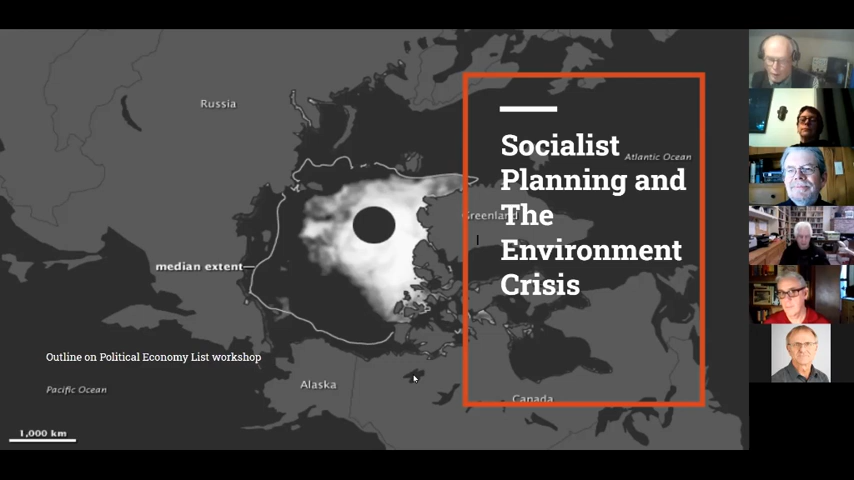 Russia
Socialist
Atlantic Ocean
Planning and
The
Greenland
Environment
median extent
Crisis
Outline on Political Economy List workshop
Alaska
Pacific Ocean
Canada
1,000 km